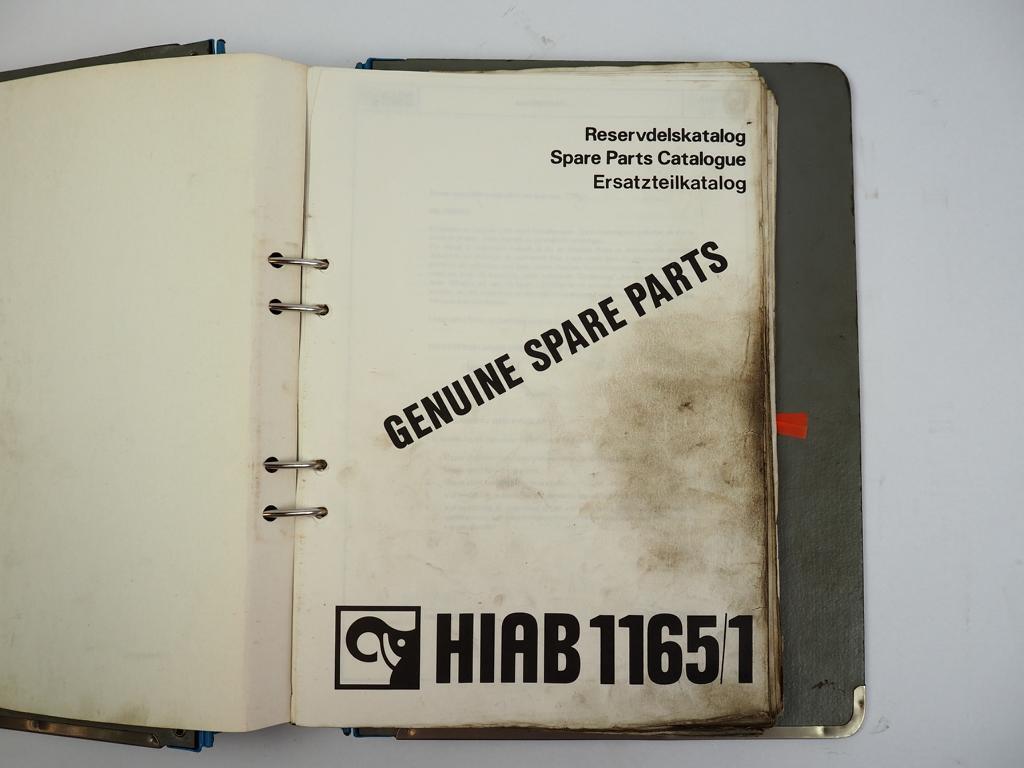 Reservdelskatalog
Spare Parts Catalogue
Ersatzteilkatalog
GENUINE SPARE PARTS
HIAB 1165/1